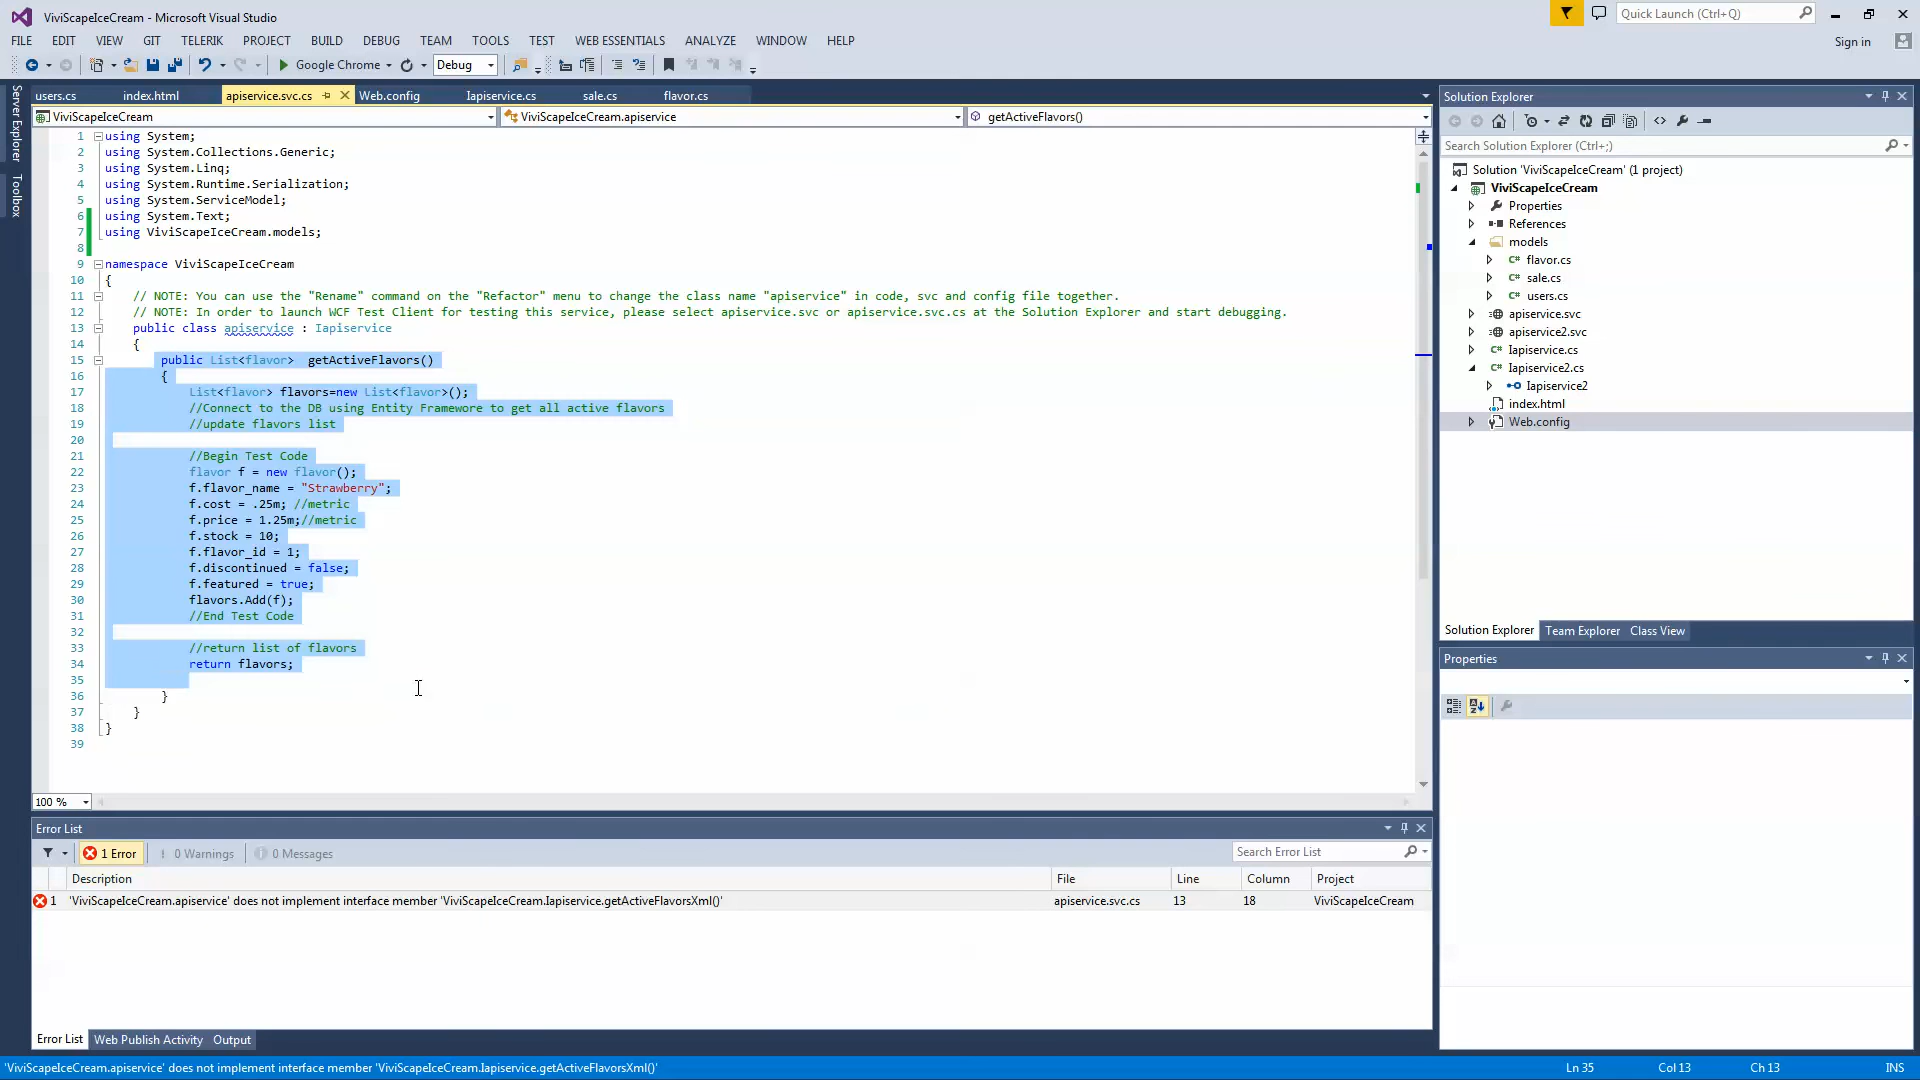 ViviScapeIceCream - Microsoft Visual Studio
Quick Launch (Ctrl+Q)
FILE EDIT VIEW GIT TELERIK PROJECT BUILD DEBUG TEAM TOOLS TEST WEB ESSENTIALS ANALYZE WINDOW HELP
Sign in
Google Chrome Debug
Server Explorer
Toolbox
users.cs index.html apiservice.svc.cs Web.config Iapiservice.cs sale.cs flavor.cs
ViviScapeIceCream ViviScapeIceCream.apiservice getActiveFlavors()
1 using System;
2 using System.Collections.Generic;
3 using System.Linq;
4 using System.Runtime.Serialization;
5 using System.ServiceModel;
6 using System.Text;
7 using ViviScapeIceCream.models;
8
9 namespace ViviScapeIceCream
10 {
11 // NOTE: You can use the "Rename" command on the "Refactor" menu to change the class name "apiservice" in code, svc and config file together.
12 // NOTE: In order to launch WCF Test Client for testing this service, please select apiservice.svc or apiservice.svc.cs at the Solution Explorer and start debugging.
13 public class apiservice : Iapiservice
14 {
15 public List<flavor>  getActiveFlavors()
16 {
17 List<flavor> flavors=new List<flavor>();
18 //Connect to the DB using Entity Framewore to get all active flavors
19 //update flavors list
20
21 //Begin Test Code
22 flavor f = new flavor();
23 f.flavor_name = "Strawberry";
24 f.cost = .25m; //metric
25 f.price = 1.25m;//metric
26 f.stock = 10;
27 f.flavor_id = 1;
28 f.discontinued = false;
29 f.featured = true;
30 flavors.Add(f);
31 //End Test Code
32
33 //return list of flavors
34 return flavors;
35
36 }
37 }
38 }
39
100 %
Solution Explorer
Search Solution Explorer (Ctrl+;)
Solution 'ViviScapeIceCream' (1 project)
ViviScapeIceCream
Properties
References
models
flavor.cs
sale.cs
users.cs
apiservice.svc
apiservice2.svc
Iapiservice.cs
Iapiservice2.cs
Iapiservice2
index.html
Web.config
Solution Explorer Team Explorer Class View
Properties
Error List
1 Error 0 Warnings 0 Messages
Search Error List
Description File Line Column Project
1 'ViviScapeIceCream.apiservice' does not implement interface member 'ViviScapeIceCream.Iapiservice.getActiveFlavorsXml()' apiservice.svc.cs 13 18 ViviScapeIceCream
Error List Web Publish Activity Output
'ViviScapeIceCream.apiservice' does not implement interface member 'ViviScapeIceCream.Iapiservice.getActiveFlavorsXml()' Ln 35 Col 13 Ch 13 INS